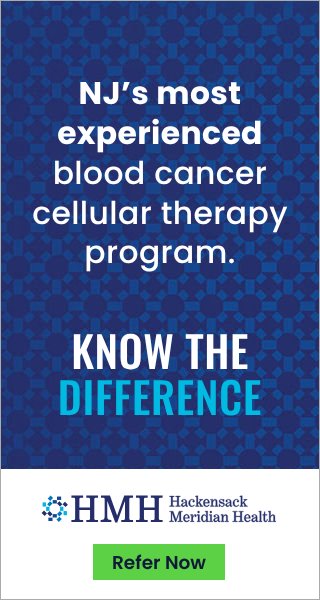 NJ’s most
experienced
blood cancer
cellular therapy
program.
KNOW THE
DIFFERENCE
HMH Hackensack
Meridian Health
Refer Now